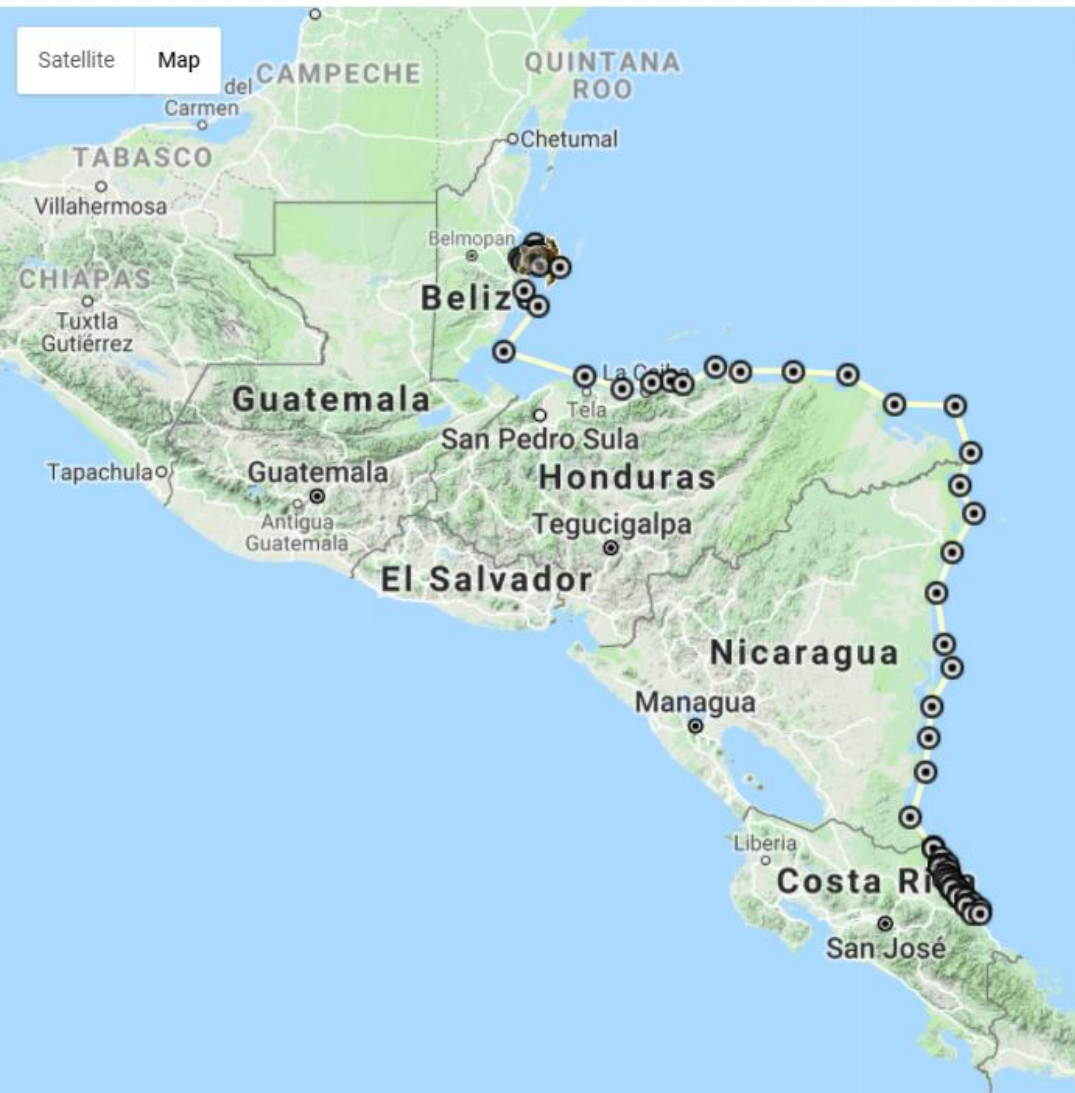 Satellite
Map
del
Carmen
CAMPECHE
QUINTANA
ROO
Chetumal
TABASCO
Villahermosa
Belmopan
CHIAPAS
Tuxtla
Gutiérrez
Beliz
La Ceiba
Guatemala
Tela
San Pedro Sula
Tapachula
Guatemala
Honduras
Antigua
Guatemala
Tegucigalpa
El Salvador
Nicaragua
Managua
Liberia
Costa Rica
San José